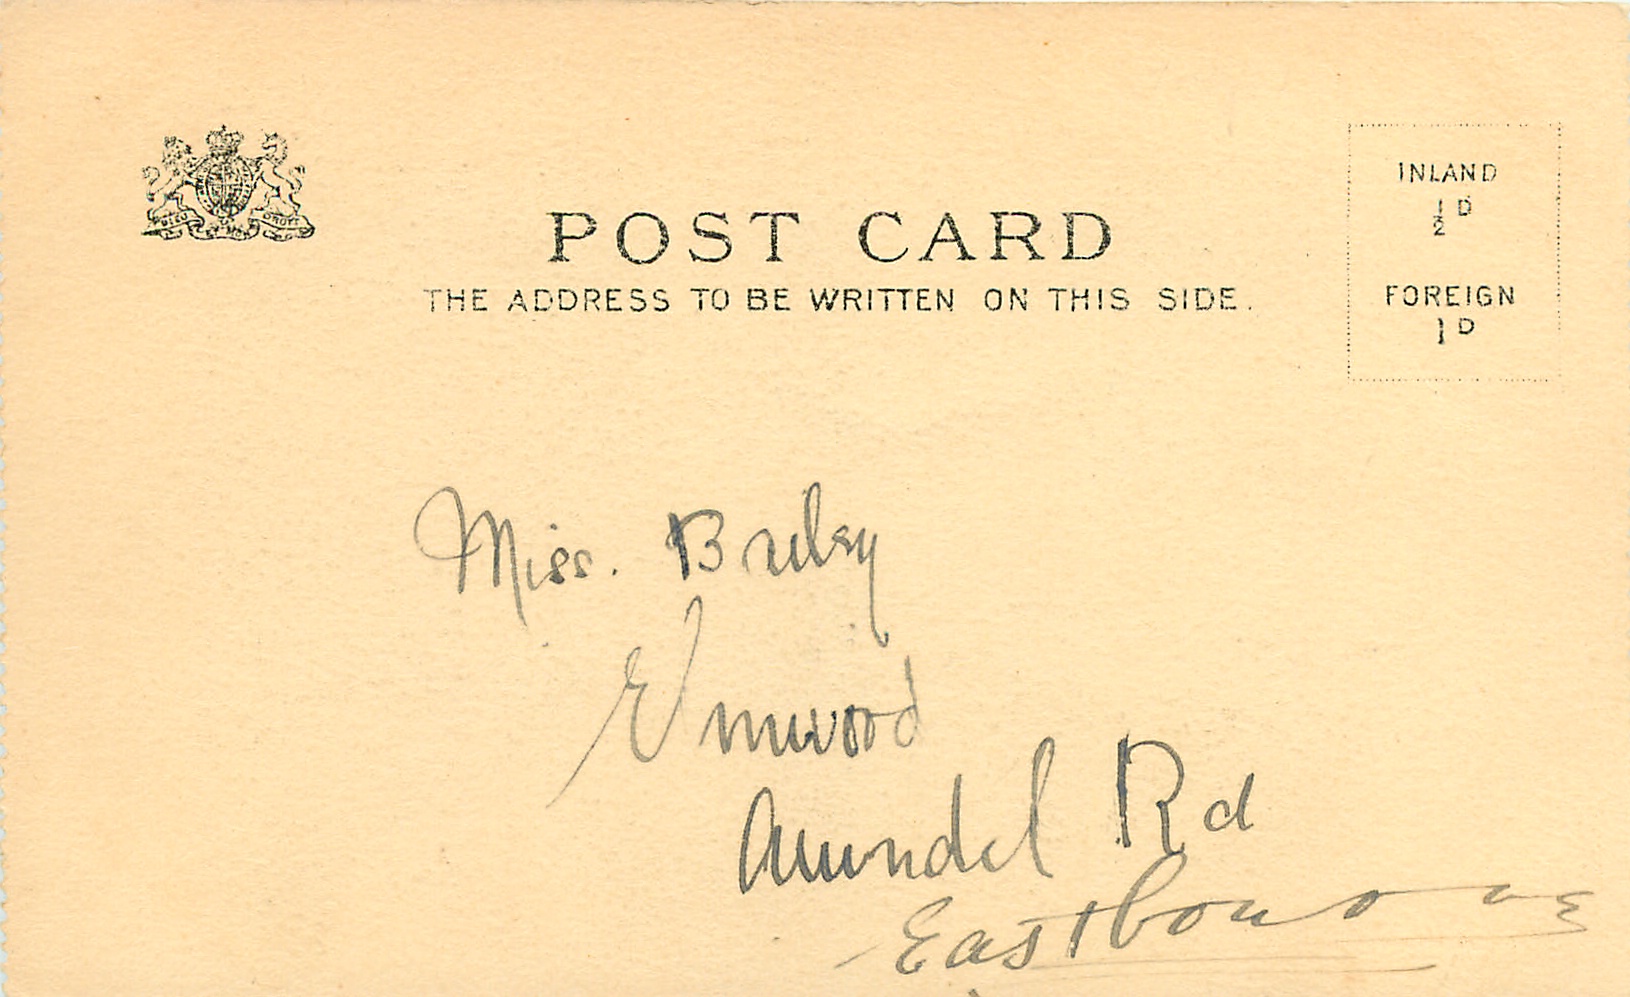 POST CARD
THE ADDRESS TO BE WRITTEN ON THIS SIDE.
INLAND
½D
FOREIGN
1D
Miss.
Elmwood
Arundel Rd
Eastbourne